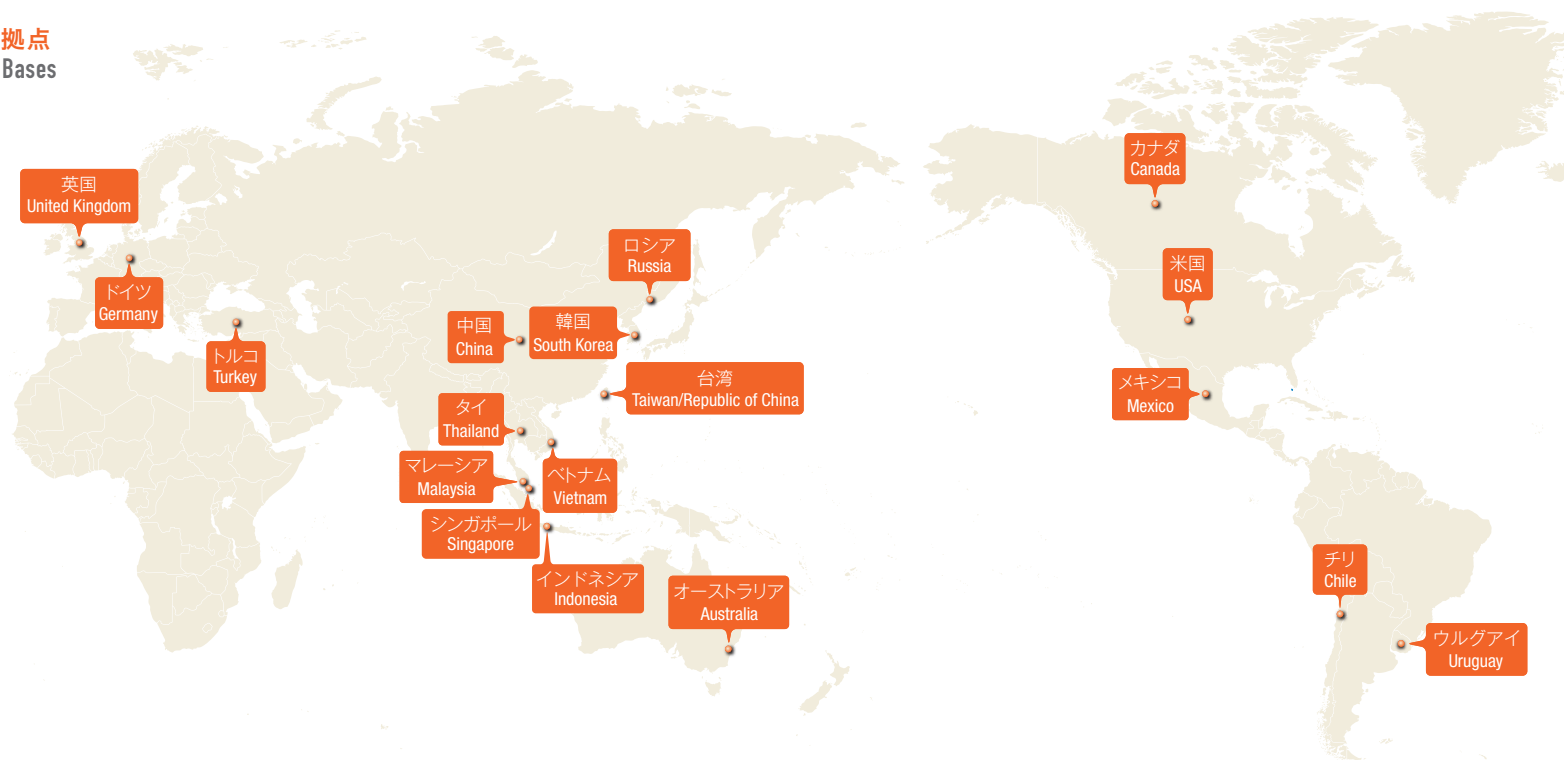 拠点
Bases
英国
United Kingdom
ドイツ
Germany
トルコ
Turkey
ロシア
Russia
中国
China
韓国
South Korea
台湾
Taiwan/Republic of China
タイ
Thailand
マレーシア
Malaysia
ベトナム
Vietnam
シンガポール
Singapore
インドネシア
Indonesia
オーストラリア
Australia
カナダ
Canada
米国
USA
メキシコ
Mexico
チリ
Chile
ウルグアイ
Uruguay